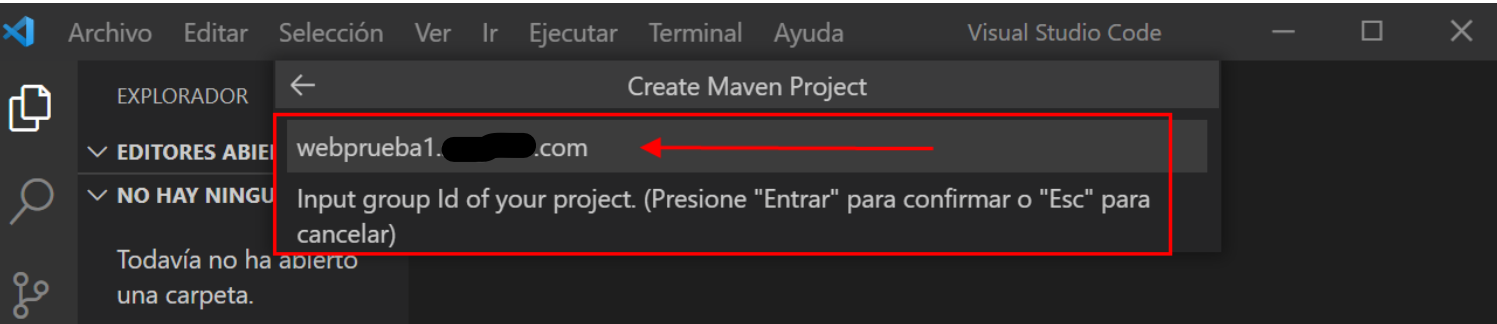 Archivo Editar Selección Ver Ir Ejecutar Terminal Ayuda Visual Studio Code
Create Maven Project
EXPLORADOR
webprueba1. .com
EDITORES ABIE
NO HAY NINGU
Input group Id of your project. (Presione "Entrar" para confirmar o "Esc" para
cancelar)
Todavía no ha abierto
una carpeta.